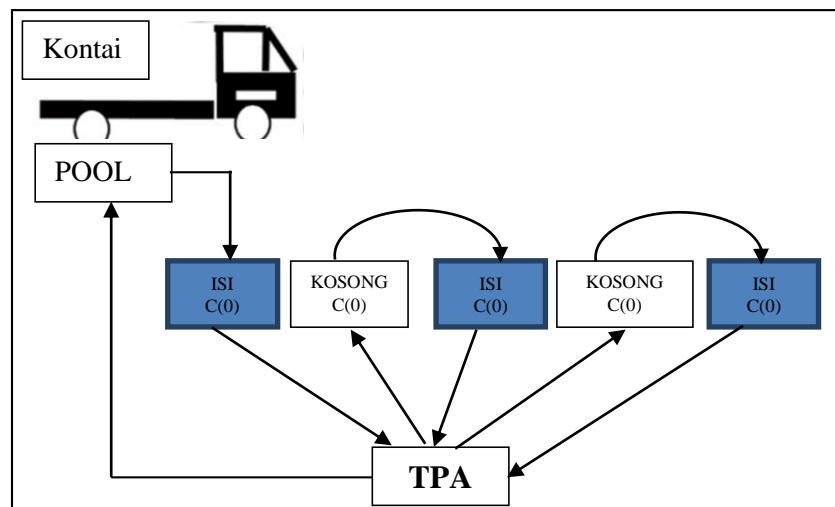 Kontai
POOL
ISI
C(0)
KOSONG
C(0)
ISI
C(0)
KOSONG
C(0)
ISI
C(0)
TPA